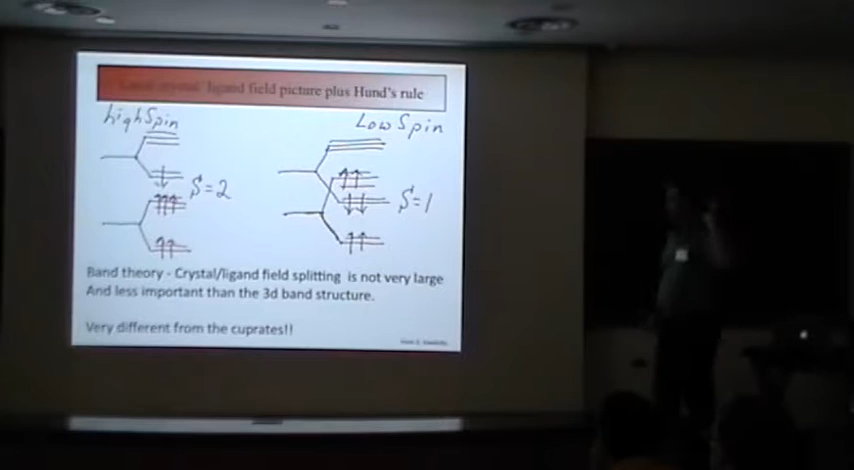 ligand field picture plus Hund's rule
high Spin
Low Spin
S=2
S=1
Band theory - Crystal/ligand field splitting is not very large
And less important than the 3d band structure.
Very different from the cuprates!!